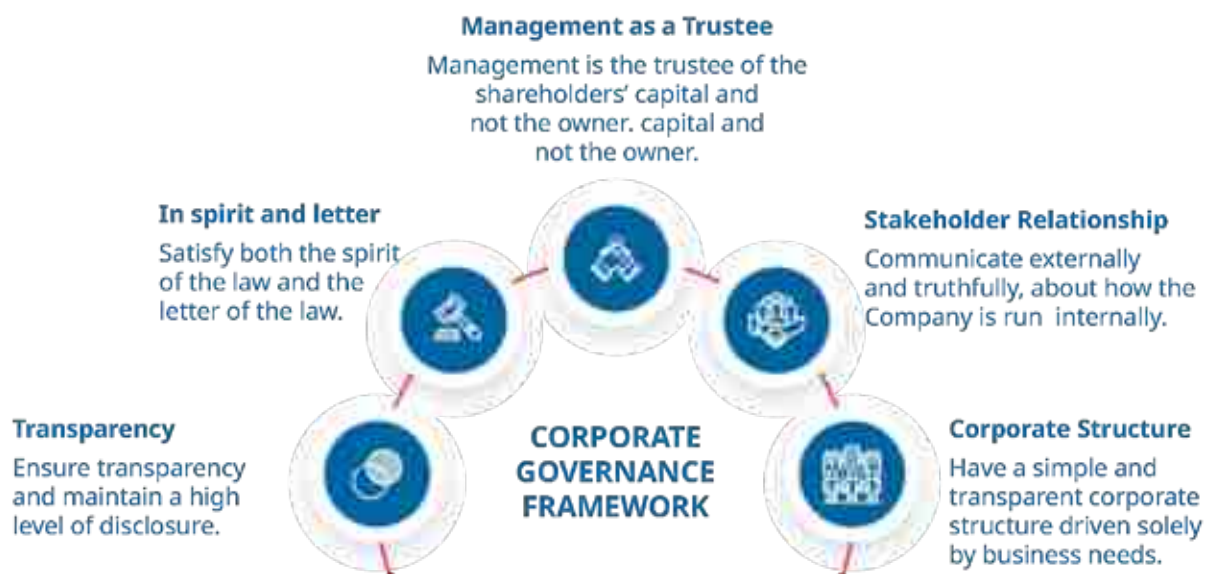 Management as a Trustee
Management is the trustee of the
shareholders' capital and
not the owner. capital and
not the owner.
In spirit and letter
Satisfy both the spirit
of the law and the
letter of the law.
Stakeholder Relationship
Communicate externally
and truthfully, about how the
Company is run internally.
Transparency
Ensure transparency
and maintain a high
level of disclosure.
CORPORATE
GOVERNANCE
FRAMEWORK
Corporate Structure
Have a simple and
transparent corporate
structure driven solely
by business needs.